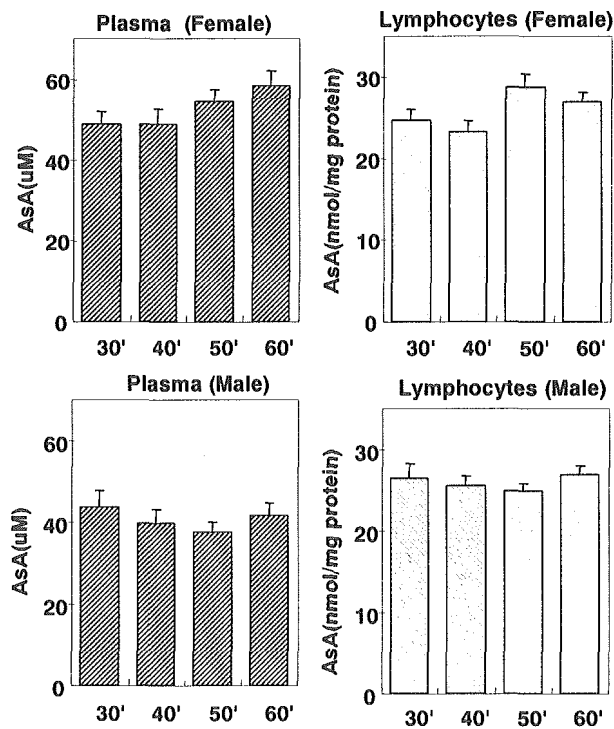 Plasma (Female)
AsA(uM)
60
40
20
0
30' 40' 50' 60'
Lymphocytes (Female)
AsA(nmol/mg protein)
30
20
10
0
30' 40' 50' 60'
Plasma (Male)
AsA(uM)
60
40
20
0
30' 40' 50' 60'
Lymphocytes (Male)
AsA(nmol/mg protein)
30
20
10
0
30' 40' 50' 60'